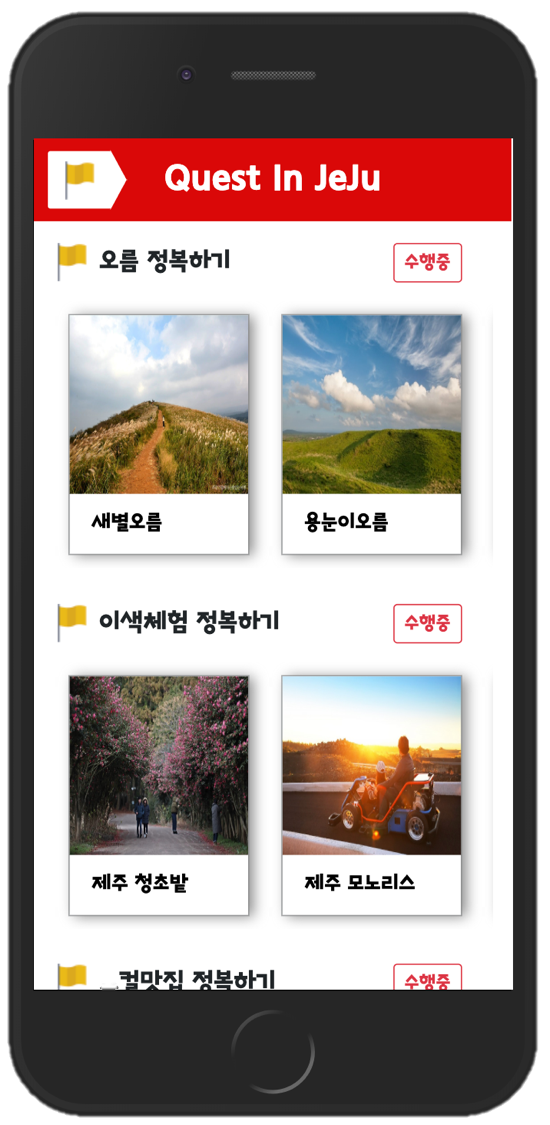 Quest In JeJu
오름 정복하기
수행중
새별오름
용눈이오름
이색체험 정복하기
수행중
제주 청초밭
제주 모노리스
컬맛집 정복하기
수행중